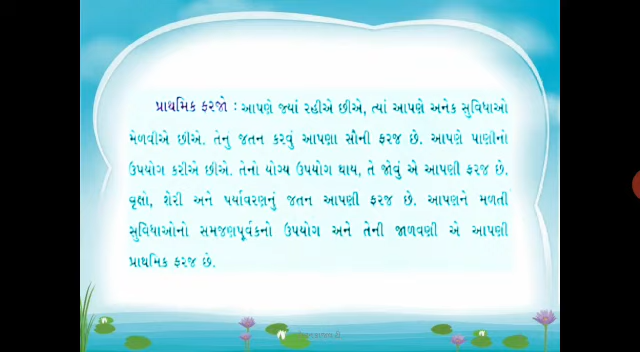 પ્રાથમિક ફરજો : આપણે જ્યાં રહીએ છીએ, ત્યાં આપણે અનેક સુવિધાઓ
મેળવીએ છીએ. તેનુ જતન કરવું આપણા સૌની ફરજ છે. આપણે પાણીનો
ઉપયોગ કરીએ છીએ. તેનો યોગ્ય ઉપયોગ થાય, તે જોવું એ આપણી ફરજ છે.
વૃક્ષો, શેરી અને પર્યાવરણનું જતન આપણી ફરજ છે. આપણને મળતી
સુવિધાઓનો સમજણપૂર્વકનો ઉપયોગ અને તેની જાળવણી એ આપણી
પ્રાથમિક ફરજ છે.